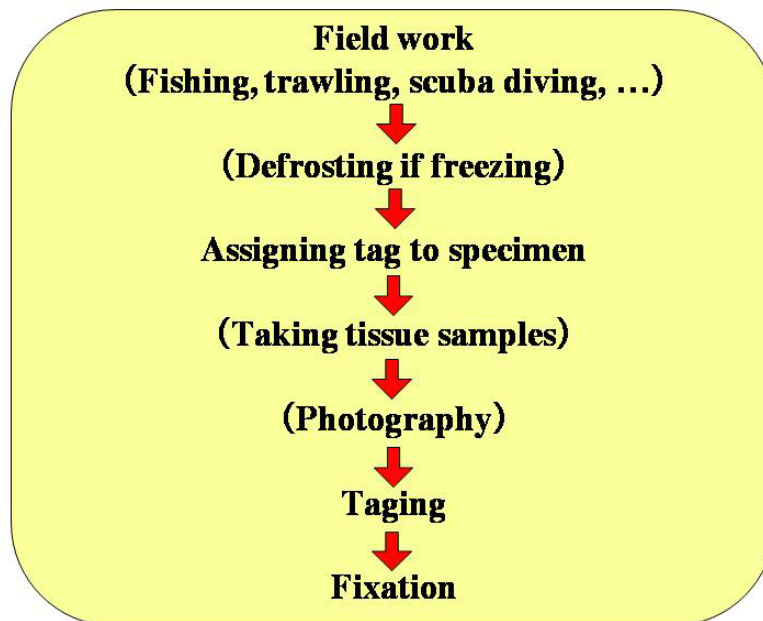 Field work
(Fishing, trawling, scuba diving, …)
(Defrosting if freezing)
Assigning tag to specimen
(Taking tissue samples)
(Photography)
Taging
Fixation